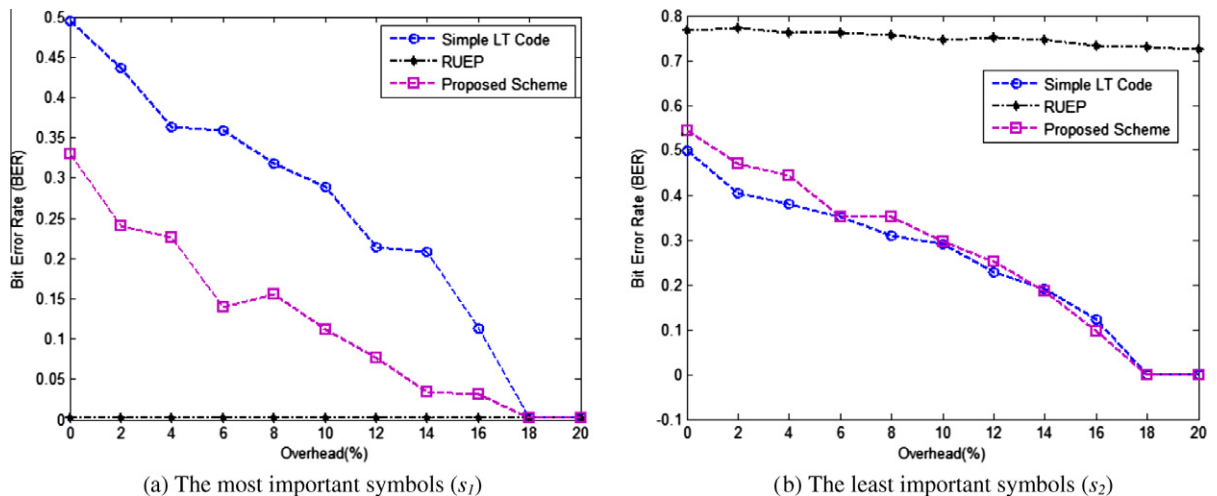 0.5
0.45
0.4
0.35
0.3
0.25
0.2
0.15
0.1
0.05
0
Bit Error Rate (BER)
Simple LT Code
RUEP
Proposed Scheme
0 2 4 6 8 10 12 14 16 18 20
Overhead(%)
(a) The most important symbols (s1)
0.8
0.7
0.6
0.5
0.4
0.3
0.2
0.1
0
-0.1
Bit Error Rate (BER)
Simple LT Code
RUEP
Proposed Scheme
0 2 4 6 8 10 12 14 16 18 20
Overhead(%)
(b) The least important symbols (s2)